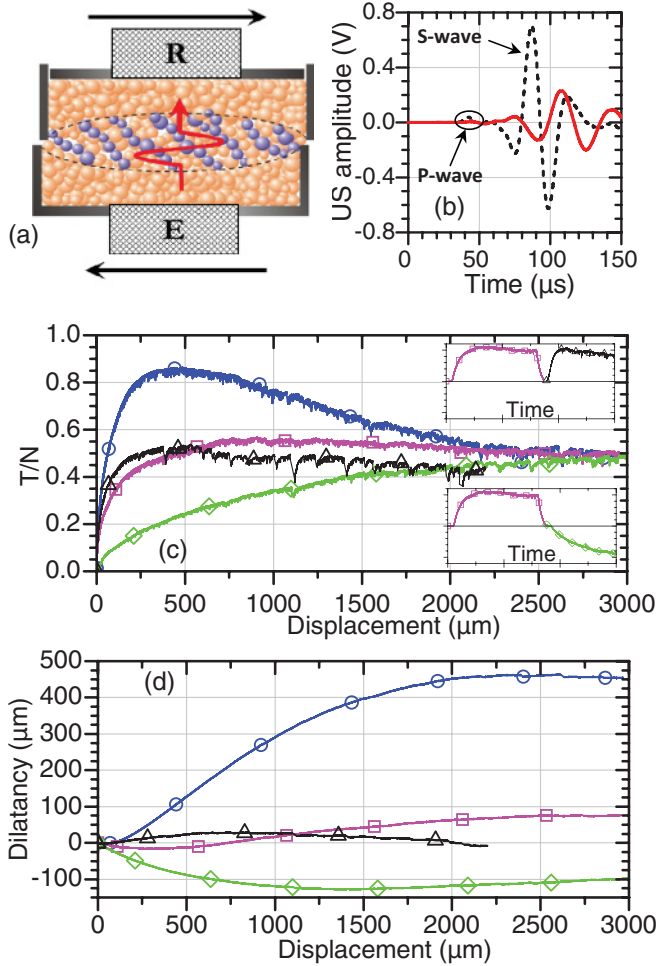 R
E
(a)
US amplitude (V)
0.8
0.4
0.0
-0.4
-0.8
S-wave
P-wave
(b)
0 50 100 150
Time (µs)
T/N
1.0
0.8
0.6
0.4
0.2
0.0
(c)
Time
Time
0 500 1000 1500 2000 2500 3000
Displacement (µm)
Dilatancy (µm)
500
400
300
200
100
0
-100
(d)
0 500 1000 1500 2000 2500 3000
Displacement (µm)